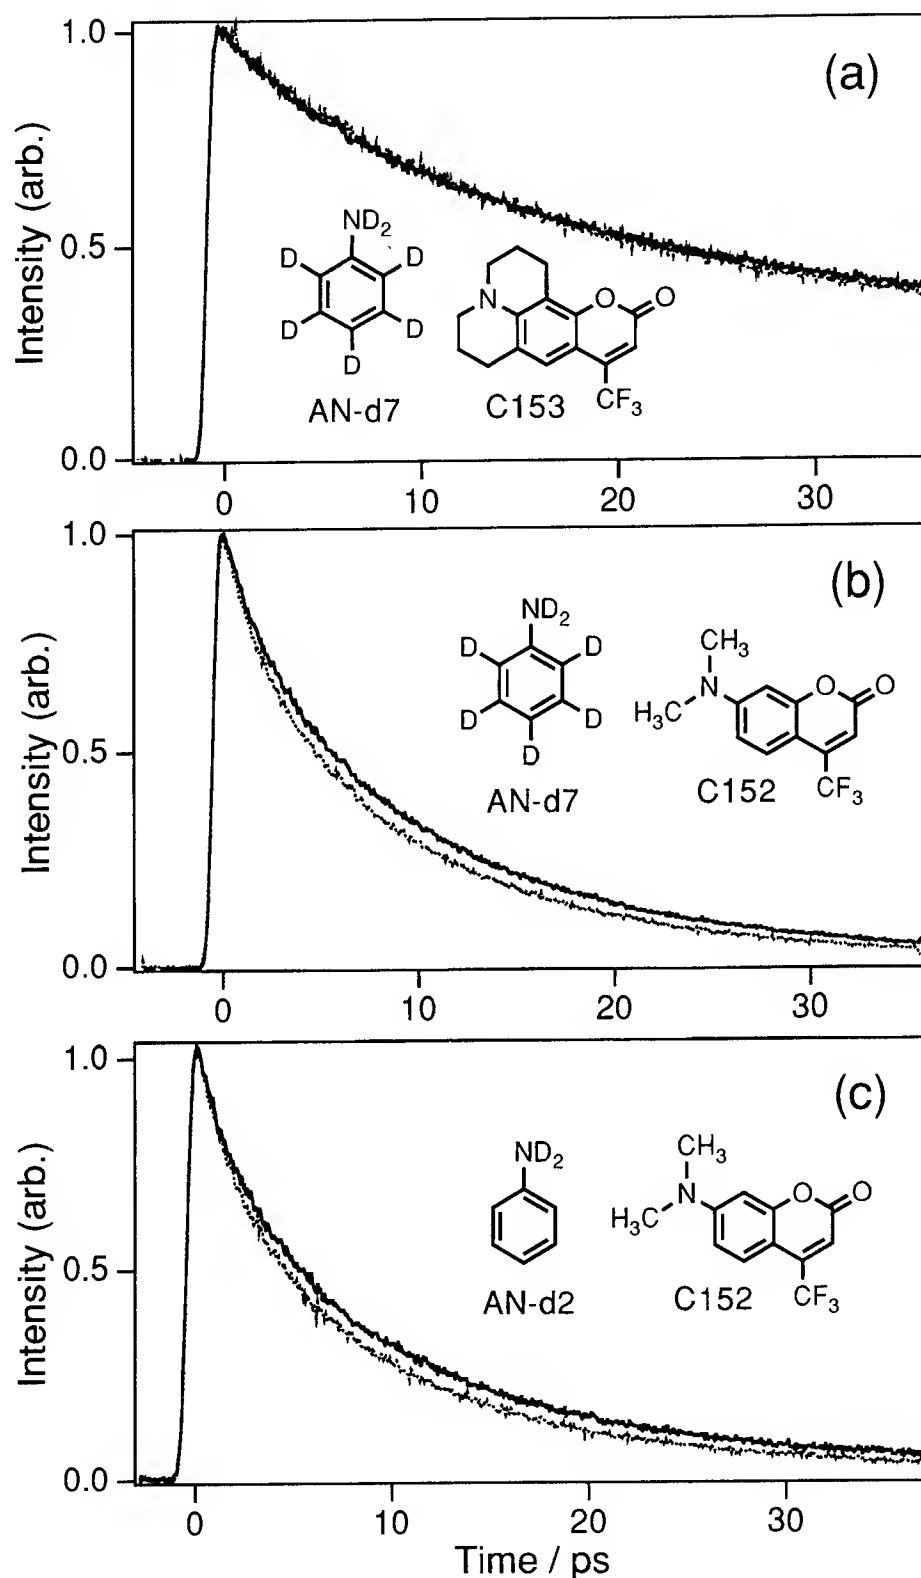 1.0
(a)
Intensity (arb.)
ND2
D
D
0.5
N
O
O
D
D
D
CF3
AN-d7
C153
0.0
0
10
20
30
1.0
(b)
Intensity (arb.)
ND2
D
D
CH3
N
O
O
H3C
0.5
D
D
D
CF3
AN-d7
C152
0.0
0
10
20
30
1.0
(c)
Intensity (arb.)
ND2
CH3
N
O
O
H3C
0.5
AN-d2
C152
CF3
0.0
0
10
20
30
Time / ps